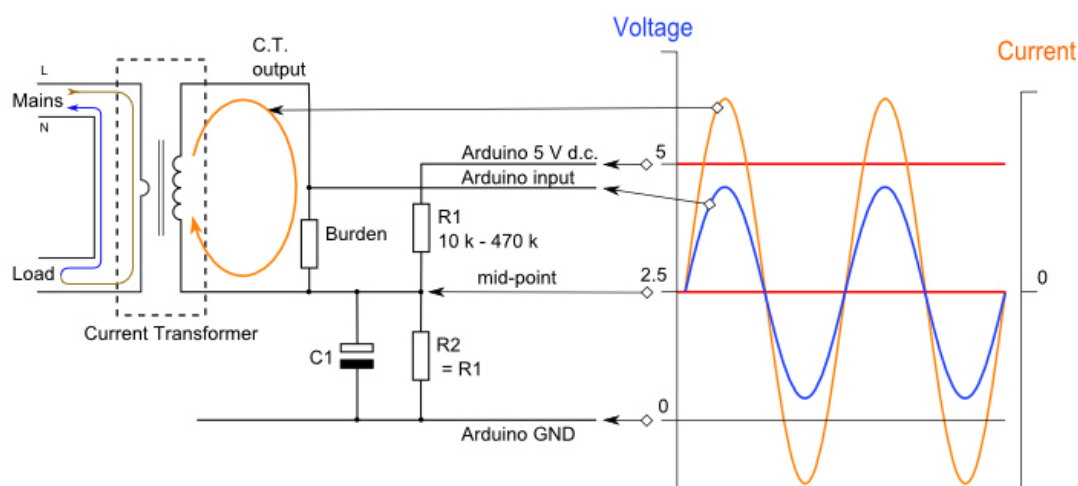 Voltage
Current
C.T.
output
L
Mains
N
Arduino 5 V d.c.
5
Arduino input
R1
10 k - 470 k
Burden
Load
mid-point
2.5
0
Current Transformer
C1
R2
= R1
0
Arduino GND